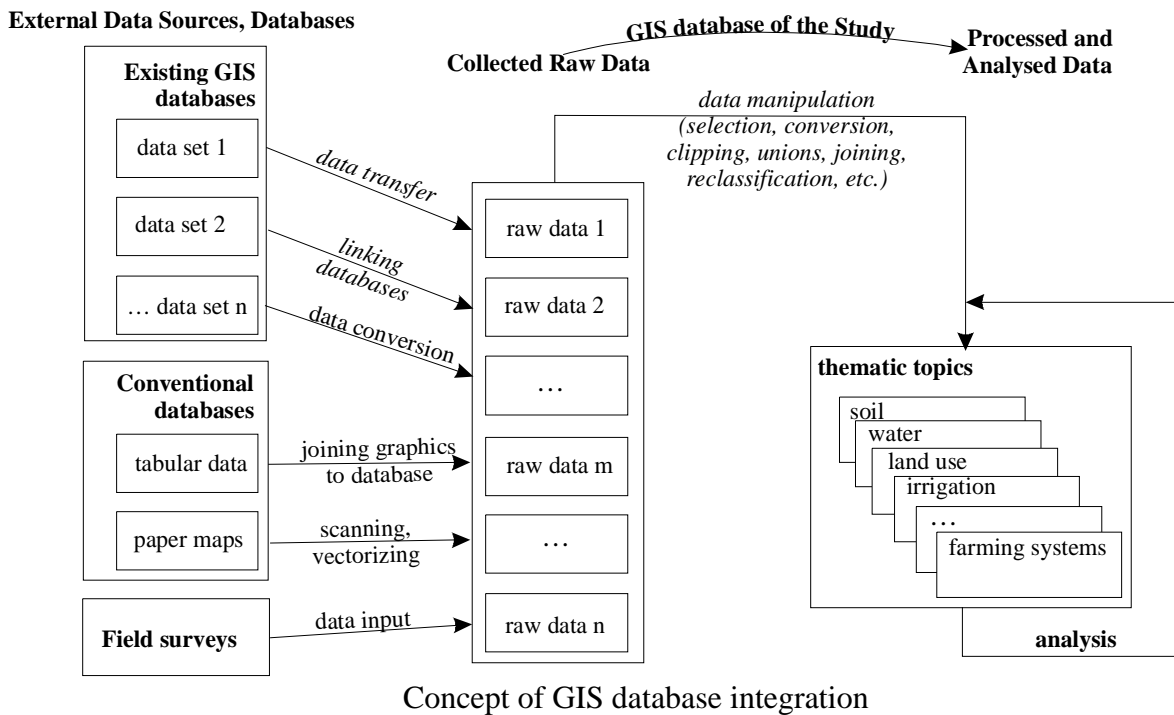 External Data Sources, Databases
GIS database of the Study
Collected Raw Data
Processed and
Analysed Data
Existing GIS
databases
data set 1
data set 2
… data set n
data transfer
linking
databases
data conversion
Conventional
databases
tabular data
paper maps
joining graphics
to database
scanning,
vectorizing
Field surveys
data input
raw data 1
raw data 2
…
raw data m
…
raw data n
data manipulation
(selection, conversion,
clipping, unions, joining,
reclassification, etc.)
thematic topics
soil
water
land use
irrigation
…
farming systems
analysis
Concept of GIS database integration